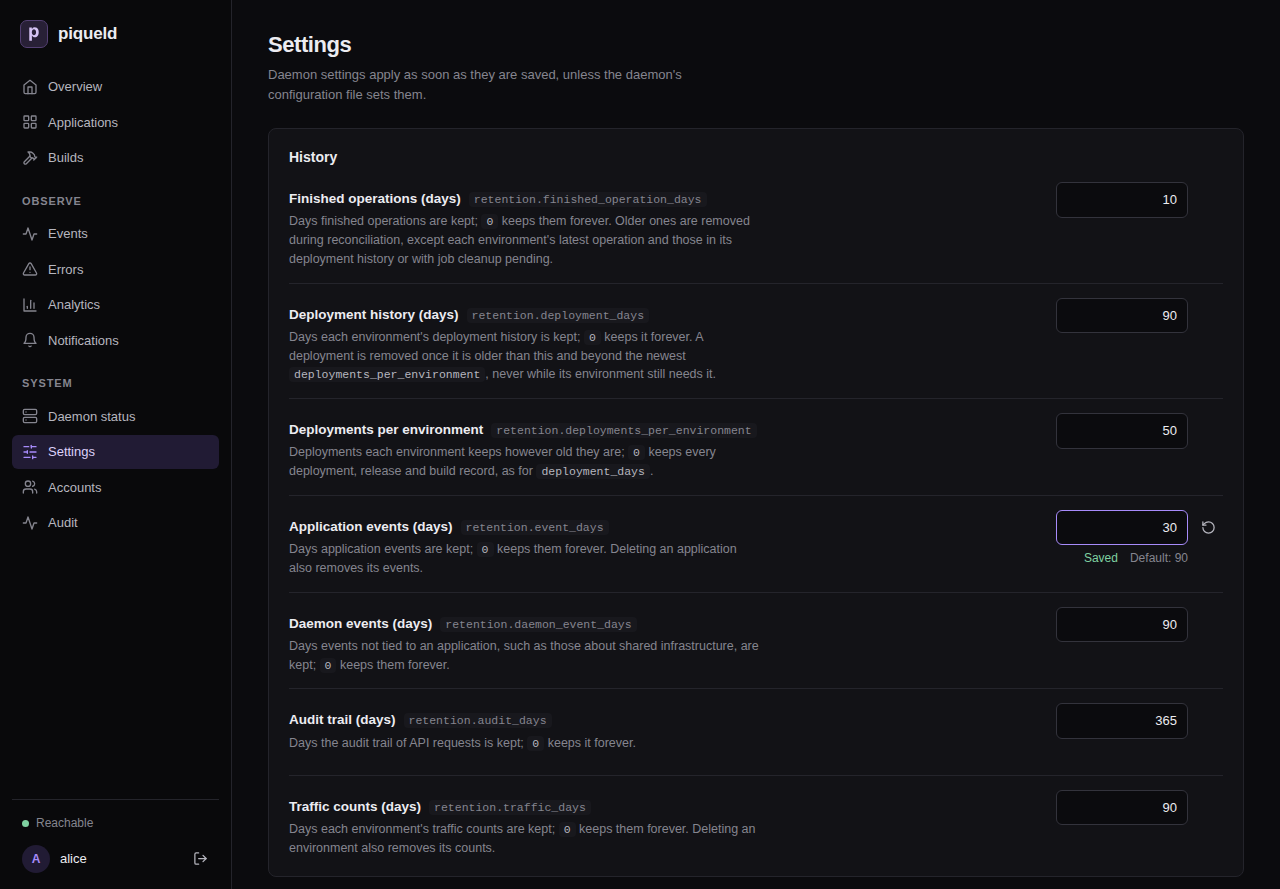 p piqueld
Overview
Applications
Builds
OBSERVE
Events
Errors
Analytics
Notifications
SYSTEM
Daemon status
Settings
Accounts
Audit
Reachable
A alice
Settings
Daemon settings apply as soon as they are saved, unless the daemon's
configuration file sets them.
History
Finished operations (days) retention.finished_operation_days 10
Days finished operations are kept; 0 keeps them forever. Older ones are removed
during reconciliation, except each environment's latest operation and those in its
deployment history or with job cleanup pending.
Deployment history (days) retention.deployment_days 90
Days each environment's deployment history is kept; 0 keeps it forever. A
deployment is removed once it is older than this and beyond the newest
deployments_per_environment, never while its environment still needs it.
Deployments per environment retention.deployments_per_environment 50
Deployments each environment keeps however old they are; 0 keeps every
deployment, release and build record, as for deployment_days.
Application events (days) retention.event_days 30
Days application events are kept; 0 keeps them forever. Deleting an application
also removes its events.
Saved Default: 90
Daemon events (days) retention.daemon_event_days 90
Days events not tied to an application, such as those about shared infrastructure, are
kept; 0 keeps them forever.
Audit trail (days) retention.audit_days 365
Days the audit trail of API requests is kept; 0 keeps it forever.
Traffic counts (days) retention.traffic_days 90
Days each environment's traffic counts are kept; 0 keeps them forever. Deleting an
environment also removes its counts.